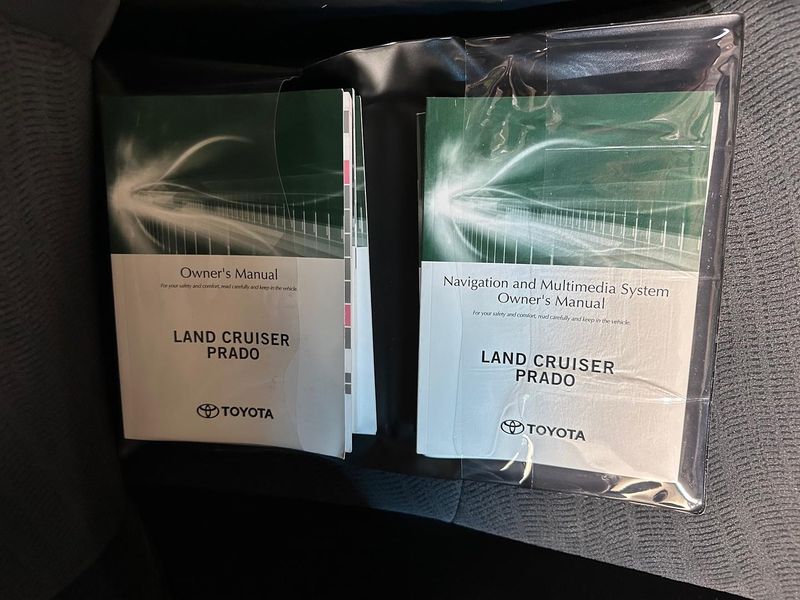 Owner's Manual
For your safety and comfort, read carefully and keep in the vehicle.
LAND CRUISER
PRADO
TOYOTA
Navigation and Multimedia System
Owner's Manual
For your safety and comfort, read carefully and keep in the vehicle.
LAND CRUISER
PRADO
TOYOTA